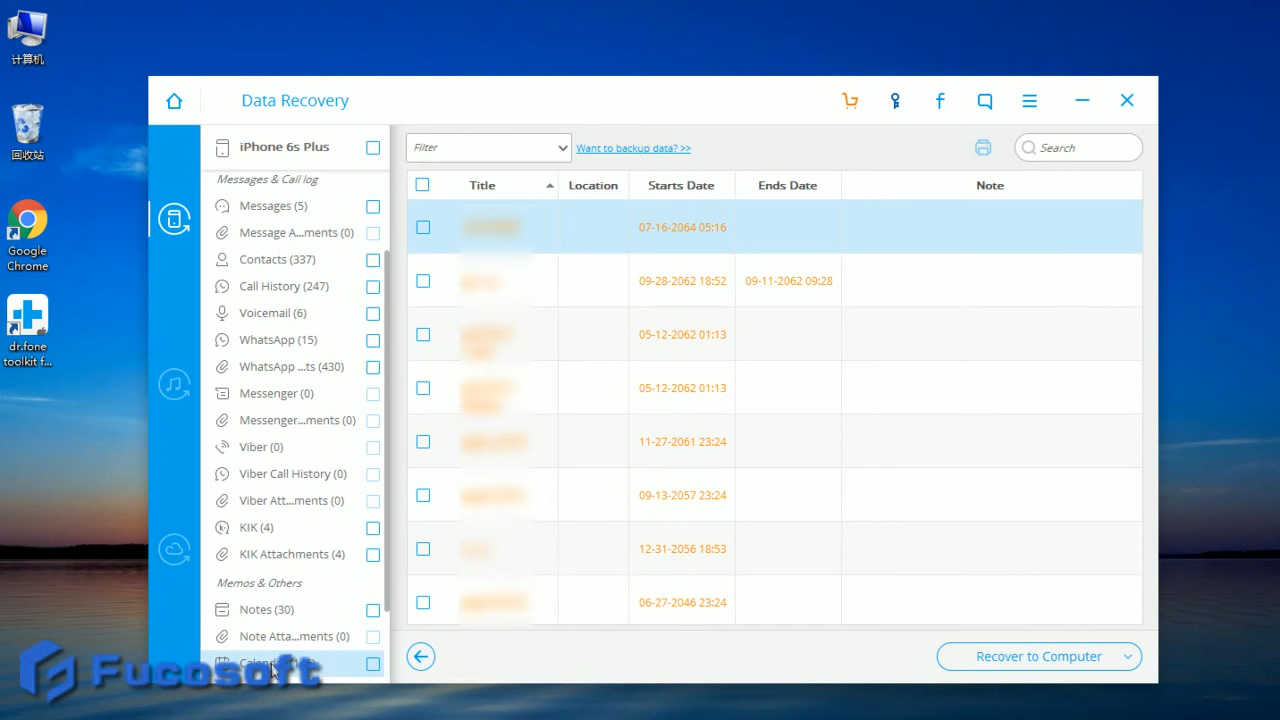 计算机
回收站
Google
Chrome
dr.fone
toolkit f...
Data Recovery
iPhone 6s Plus
Messages & Call log
Messages (5)
Message A...ments (0)
Contacts (337)
Call History (247)
Voicemail (6)
WhatsApp (15)
WhatsApp ...ts (430)
Messenger (0)
Messenger...ments (0)
Viber (0)
Viber Call History (0)
Viber Att...ments (0)
KIK (4)
KIK Attachments (4)
Memos & Others
Notes (30)
Note Atta...ments (0)
Filter
Want to backup data? >>
Search
Title Location Starts Date Ends Date Note
07-16-2064 05:16
09-28-2062 18:52 09-11-2062 09:28
05-12-2062 01:13
05-12-2062 01:13
11-27-2061 23:24
09-13-2057 23:24
12-31-2056 18:53
06-27-2046 23:24
Recover to Computer
Fucosoft